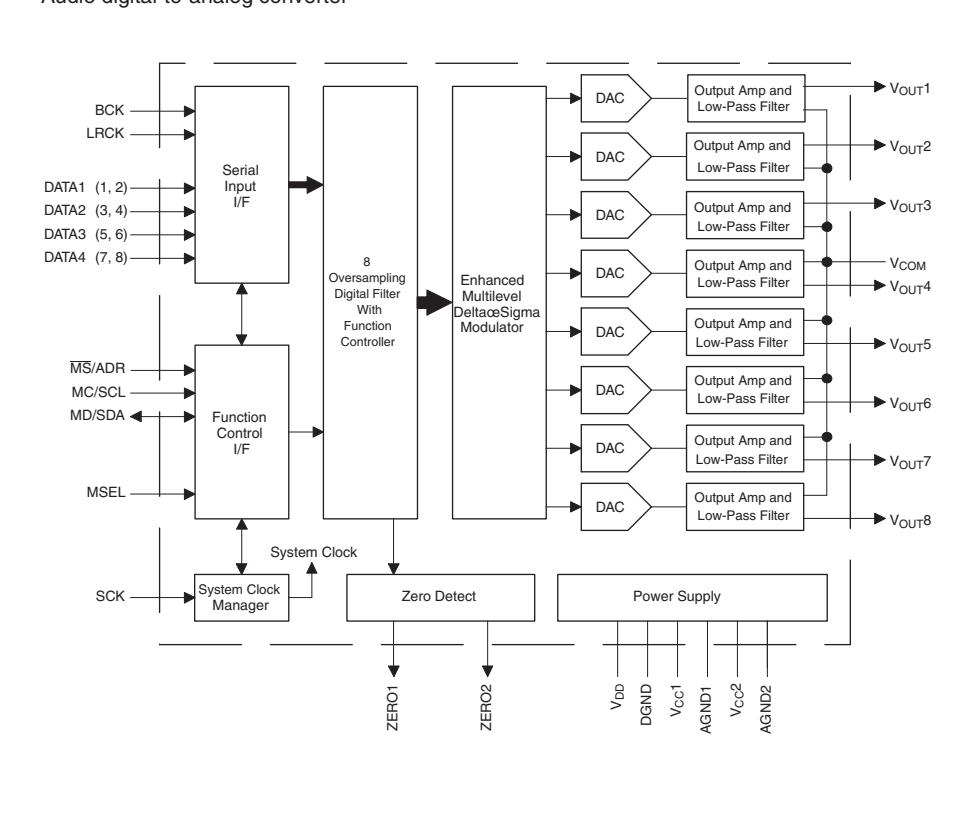 Audio digital-to-analog converter
BCK
LRCK
DATA1 (1, 2)
DATA2 (3, 4)
DATA3 (5, 6)
DATA4 (7, 8)
MS/ADR
MC/SCL
MD/SDA
MSEL
SCK
Serial
Input
I/F
Function
Control
I/F
System Clock
Manager
System Clock
8
Oversampling
Digital Filter
With
Function
Controller
Enhanced
Multilevel
DeltaœSigma
Modulator
DAC
DAC
DAC
DAC
DAC
DAC
DAC
DAC
Output Amp and
Low-Pass Filter
Output Amp and
Low-Pass Filter
Output Amp and
Low-Pass Filter
Output Amp and
Low-Pass Filter
Output Amp and
Low-Pass Filter
Output Amp and
Low-Pass Filter
Output Amp and
Low-Pass Filter
Output Amp and
Low-Pass Filter
VOUT1
VOUT2
VOUT3
VCOM
VOUT4
VOUT5
VOUT6
VOUT7
VOUT8
Zero Detect
Power Supply
ZERO1
ZERO2
VDD
DGND
VCC1
AGND1
VCC2
AGND2